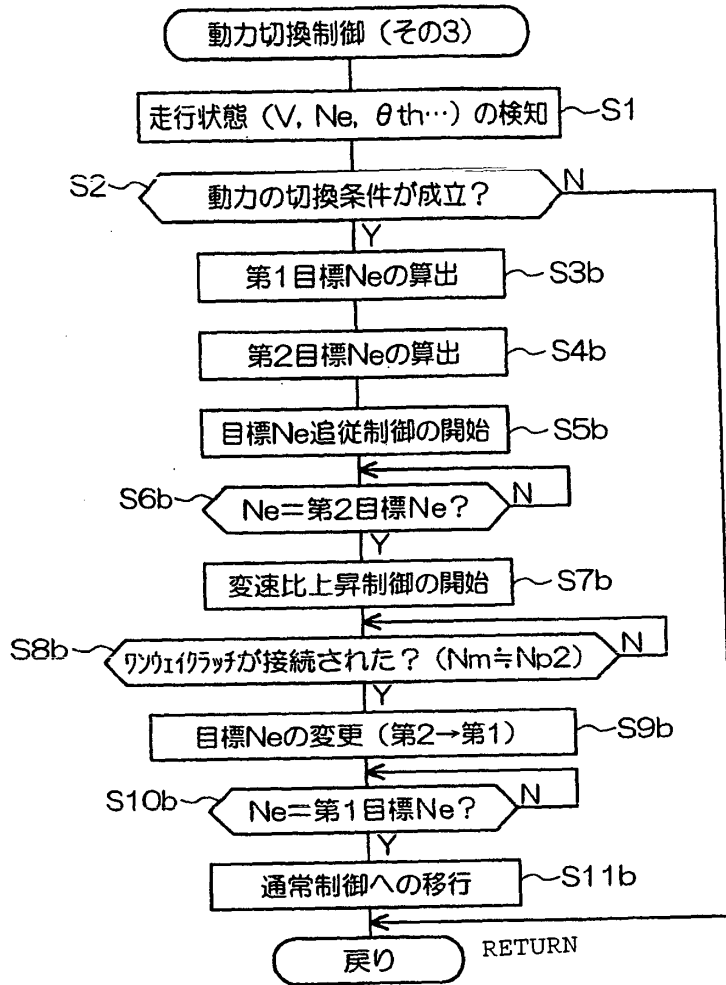 動力切換制御（その3）
走行状態（V, Ne, θth…）の検知
S1
S2
動力の切換条件が成立？
N
Y
第1目標Neの算出
S3b
第2目標Neの算出
S4b
目標Ne追従制御の開始
S5b
S6b
Ne＝第2目標Ne？
N
Y
変速比上昇制御の開始
S7b
S8b
ワンウェイクラッチが接続された？（Nm≒Np2）
N
Y
目標Neの変更（第2→第1）
S9b
S10b
Ne＝第1目標Ne？
N
Y
通常制御への移行
S11b
戻り
RETURN